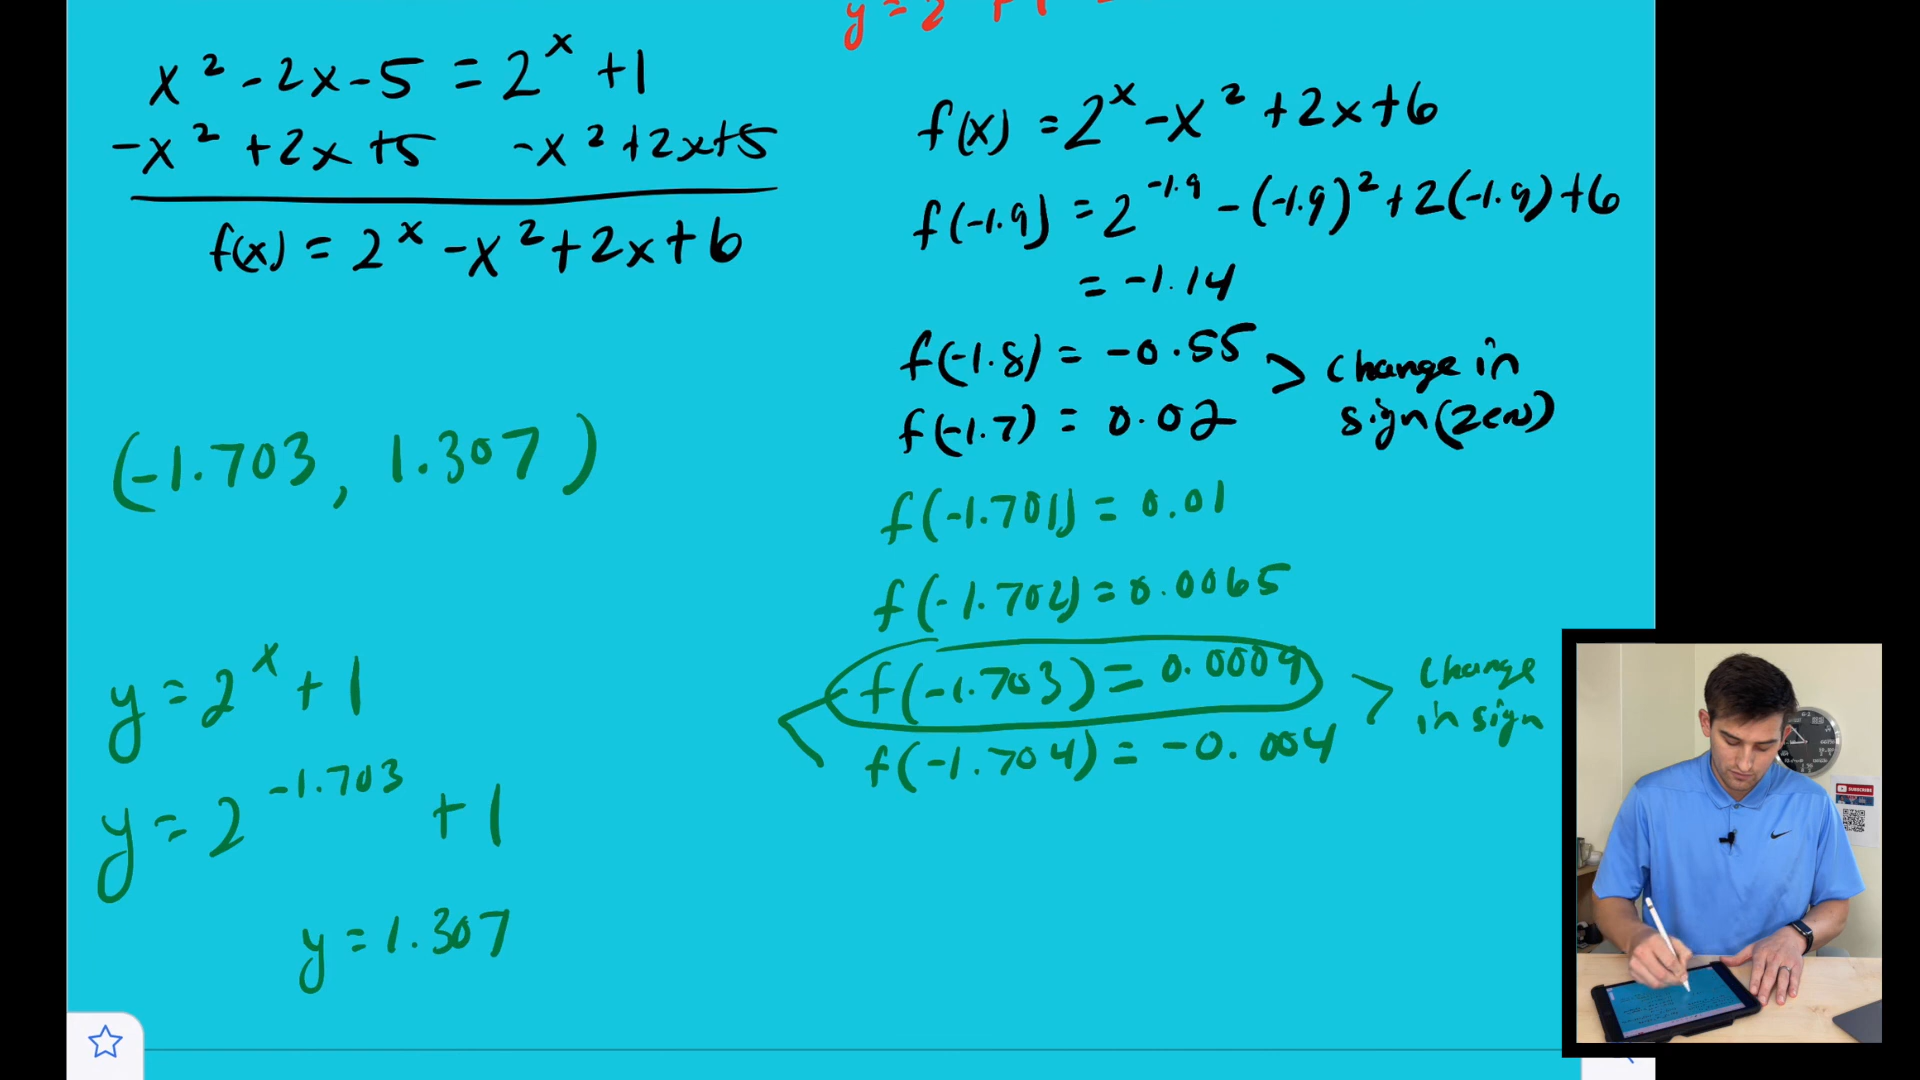 x² - 2x - 5 = 2ˣ + 1
-x² + 2x + 5 -x² + 2x + 5
f(x) = 2ˣ - x² + 2x + 6
(-1.703, 1.307)
y = 2ˣ + 1
y = 2^-1.703 + 1
y = 1.307
f(x) = 2ˣ - x² + 2x + 6
f(-1.9) = 2^-1.9 - (-1.9)² + 2(-1.9) + 6
= -1.14
f(-1.8) = -0.55
f(-1.7) = 0.02
> change in
sign (zero)
f(-1.701) = 0.01
f(-1.702) = 0.0065
f(-1.703) = 0.0009
f(-1.704) = -0.004
> change
in sign
SUBSCRIBE